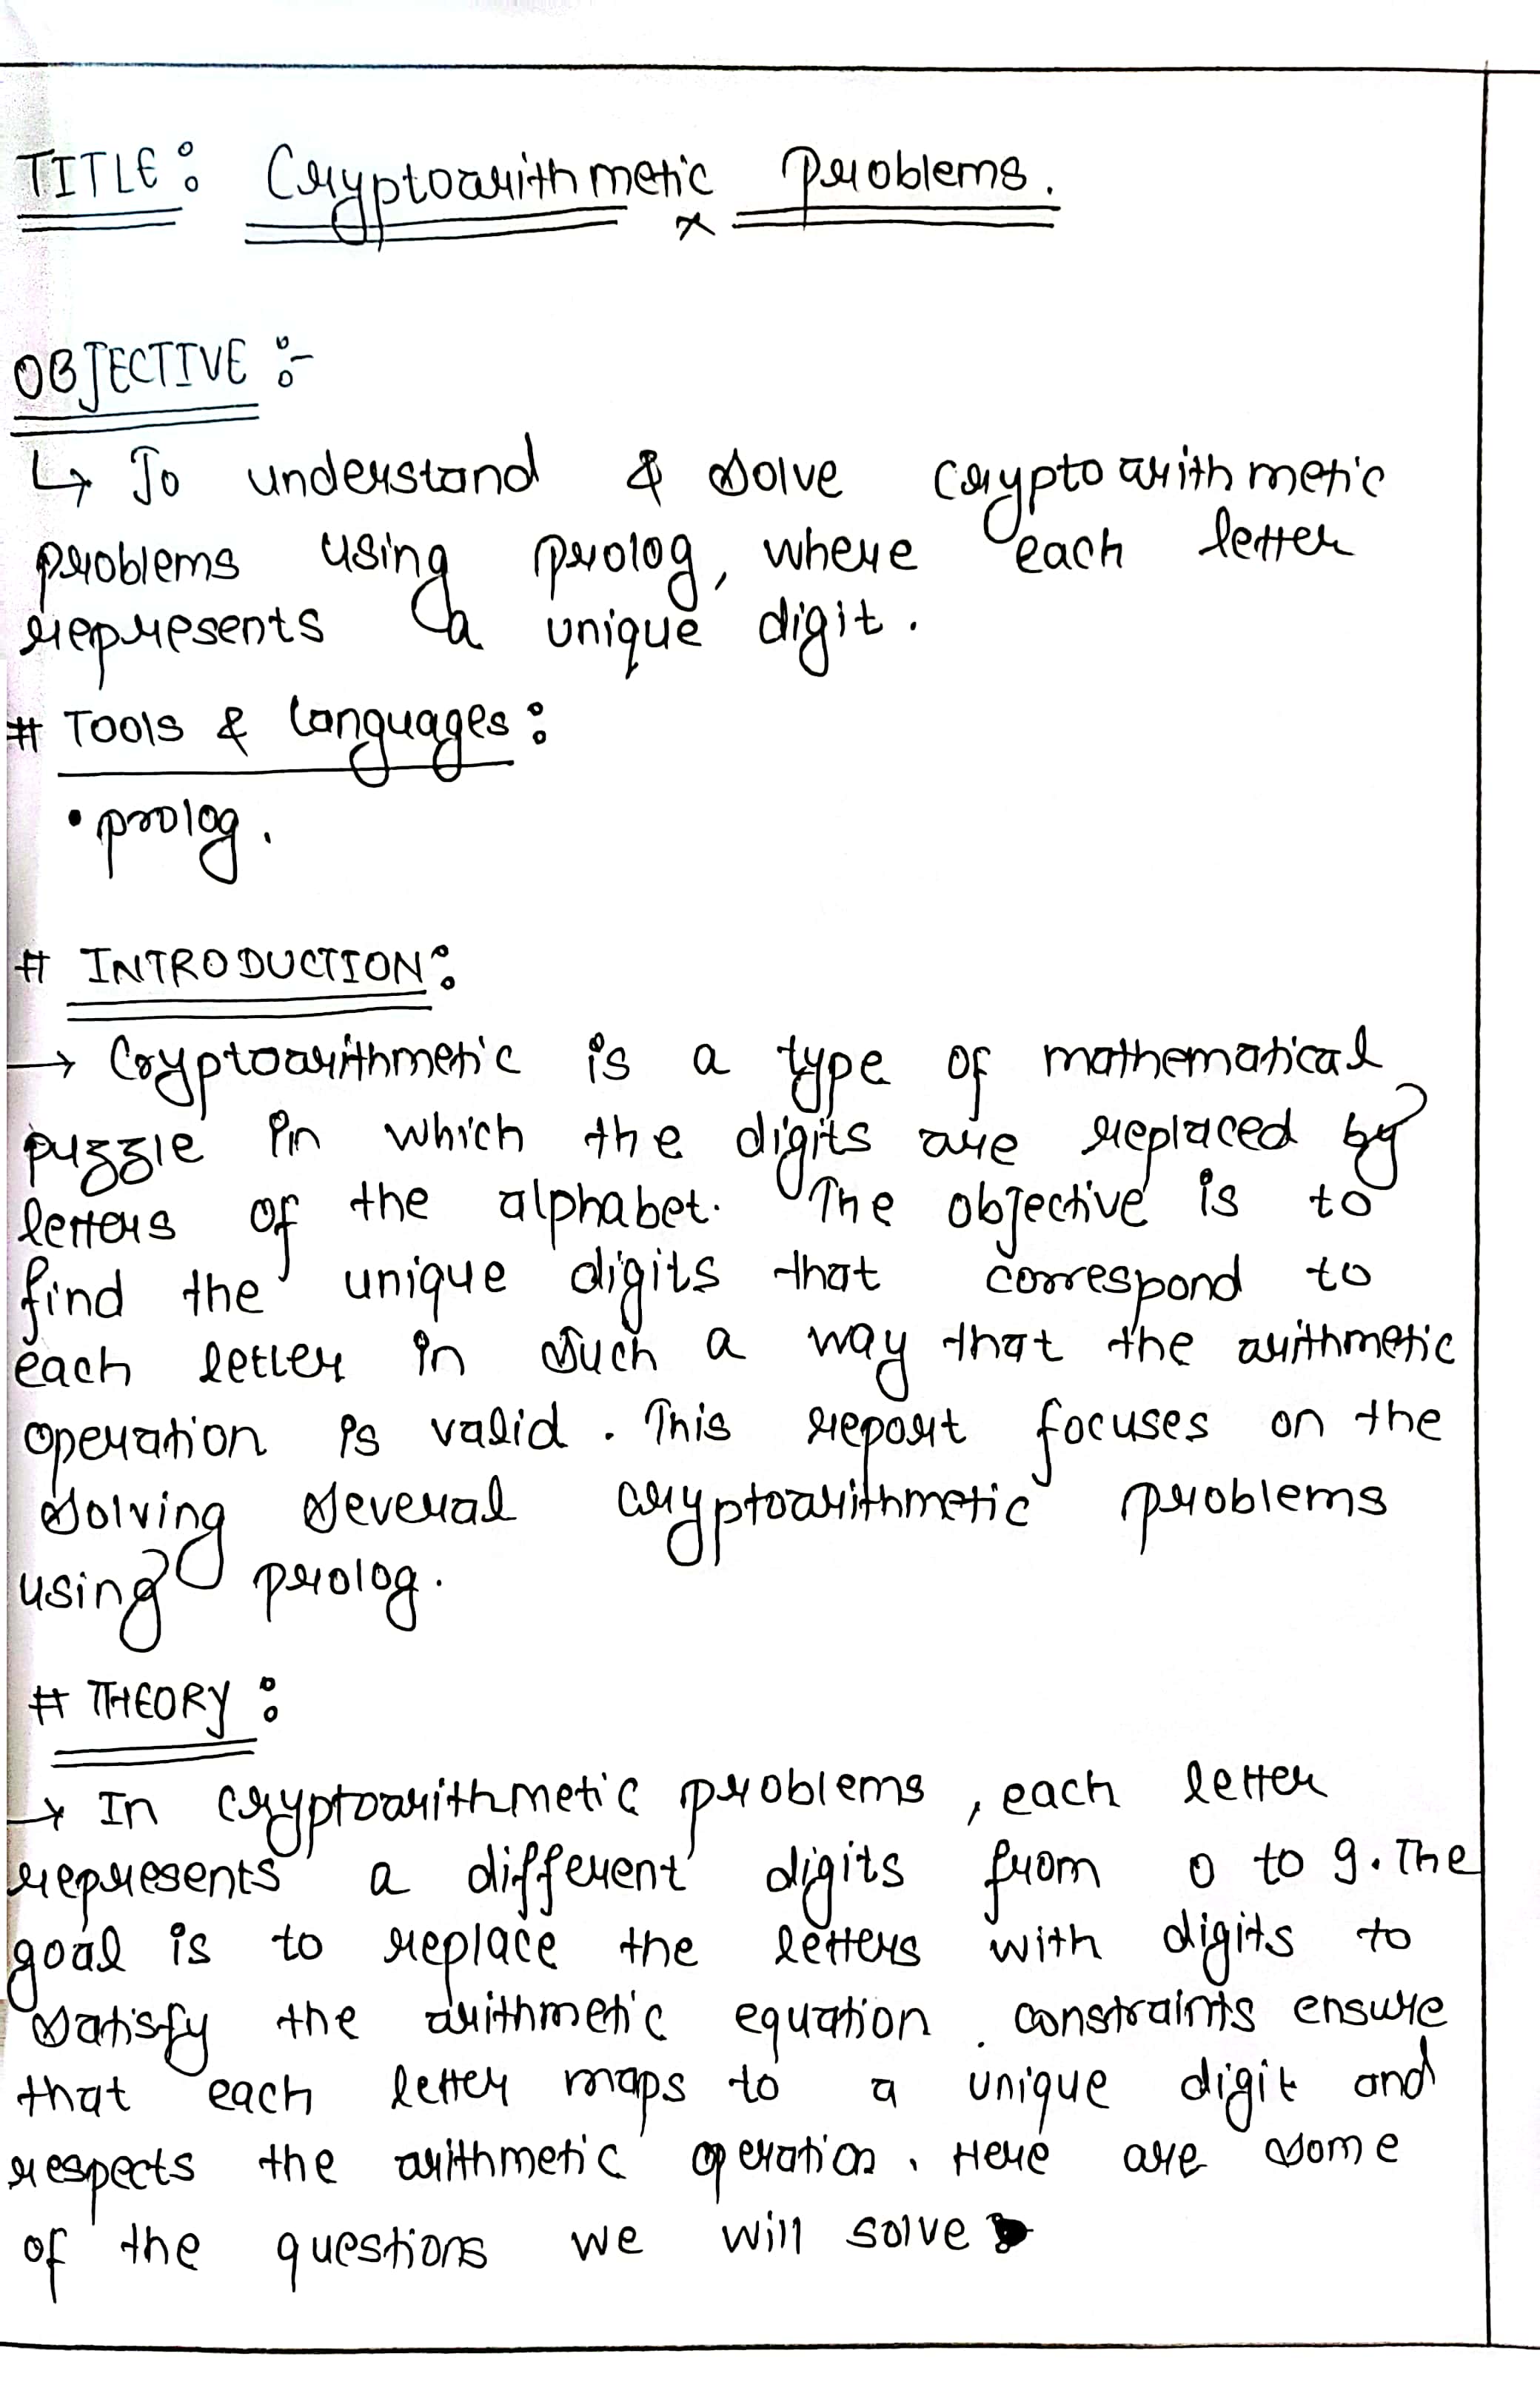 TITLE: Cryptoarithmetic Problems.
x
OBJECTIVE :-
↳ To understand & solve cryptoarithmetic
problems using prolog, where each letter
represents a unique digit.
# Tools & languages:
• prolog.
# INTRODUCTION:
→ Cryptoarithmetic is a type of mathematical
puzzle in which the digits are replaced by
letters of the alphabet. The objective is to
find the unique digits that correspond to
each letter in such a way that the arithmetic
operation is valid. This report focuses on the
solving several cryptoarithmetic problems
using prolog.
# THEORY:
→ In cryptoarithmetic problems, each letter
represents a different digits from 0 to 9. The
goal is to replace the letters with digits to
satisfy the arithmetic equation. constraints ensure
that each letter maps to a unique digit and
respects the arithmetic operation. Here are some
of the questions we will solve: